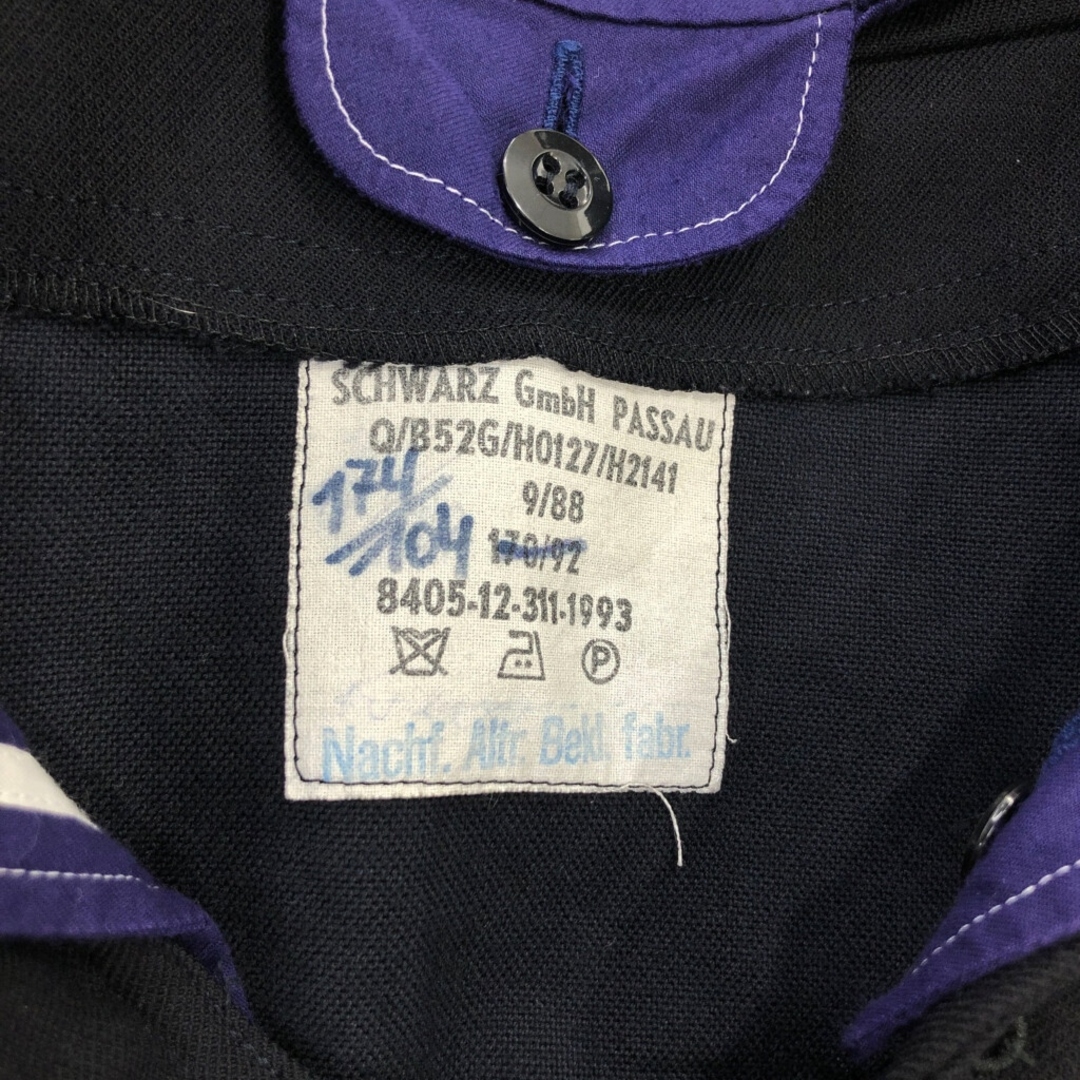 SCHWARZ GmbH PASSAU
Q/B52G/H0127/H2141
9/88
174/104
170/92
8405-12-311-1993
P
Nachf. Alfr. Bekl. fabr.